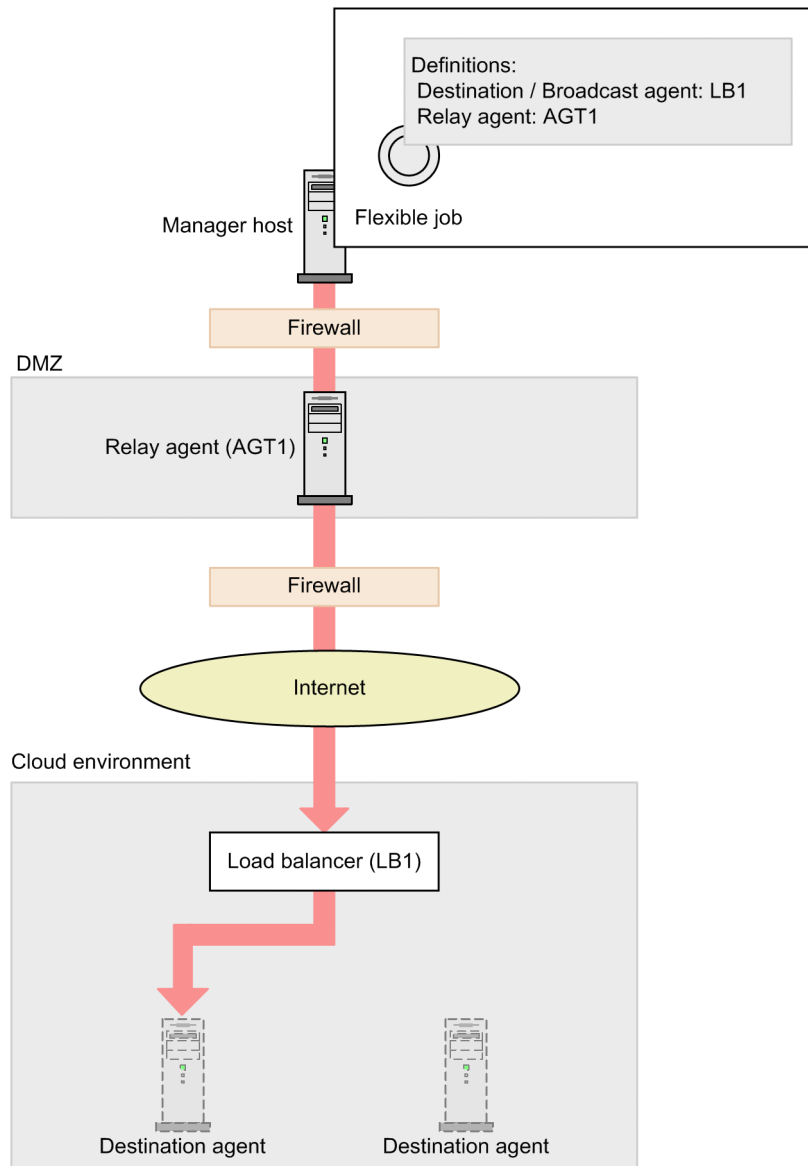 Definitions:
Destination / Broadcast agent: LB1
Relay agent: AGT1
Manager host
Flexible job
Firewall
DMZ
Relay agent (AGT1)
Firewall
Internet
Cloud environment
Load balancer (LB1)
Destination agent
Destination agent